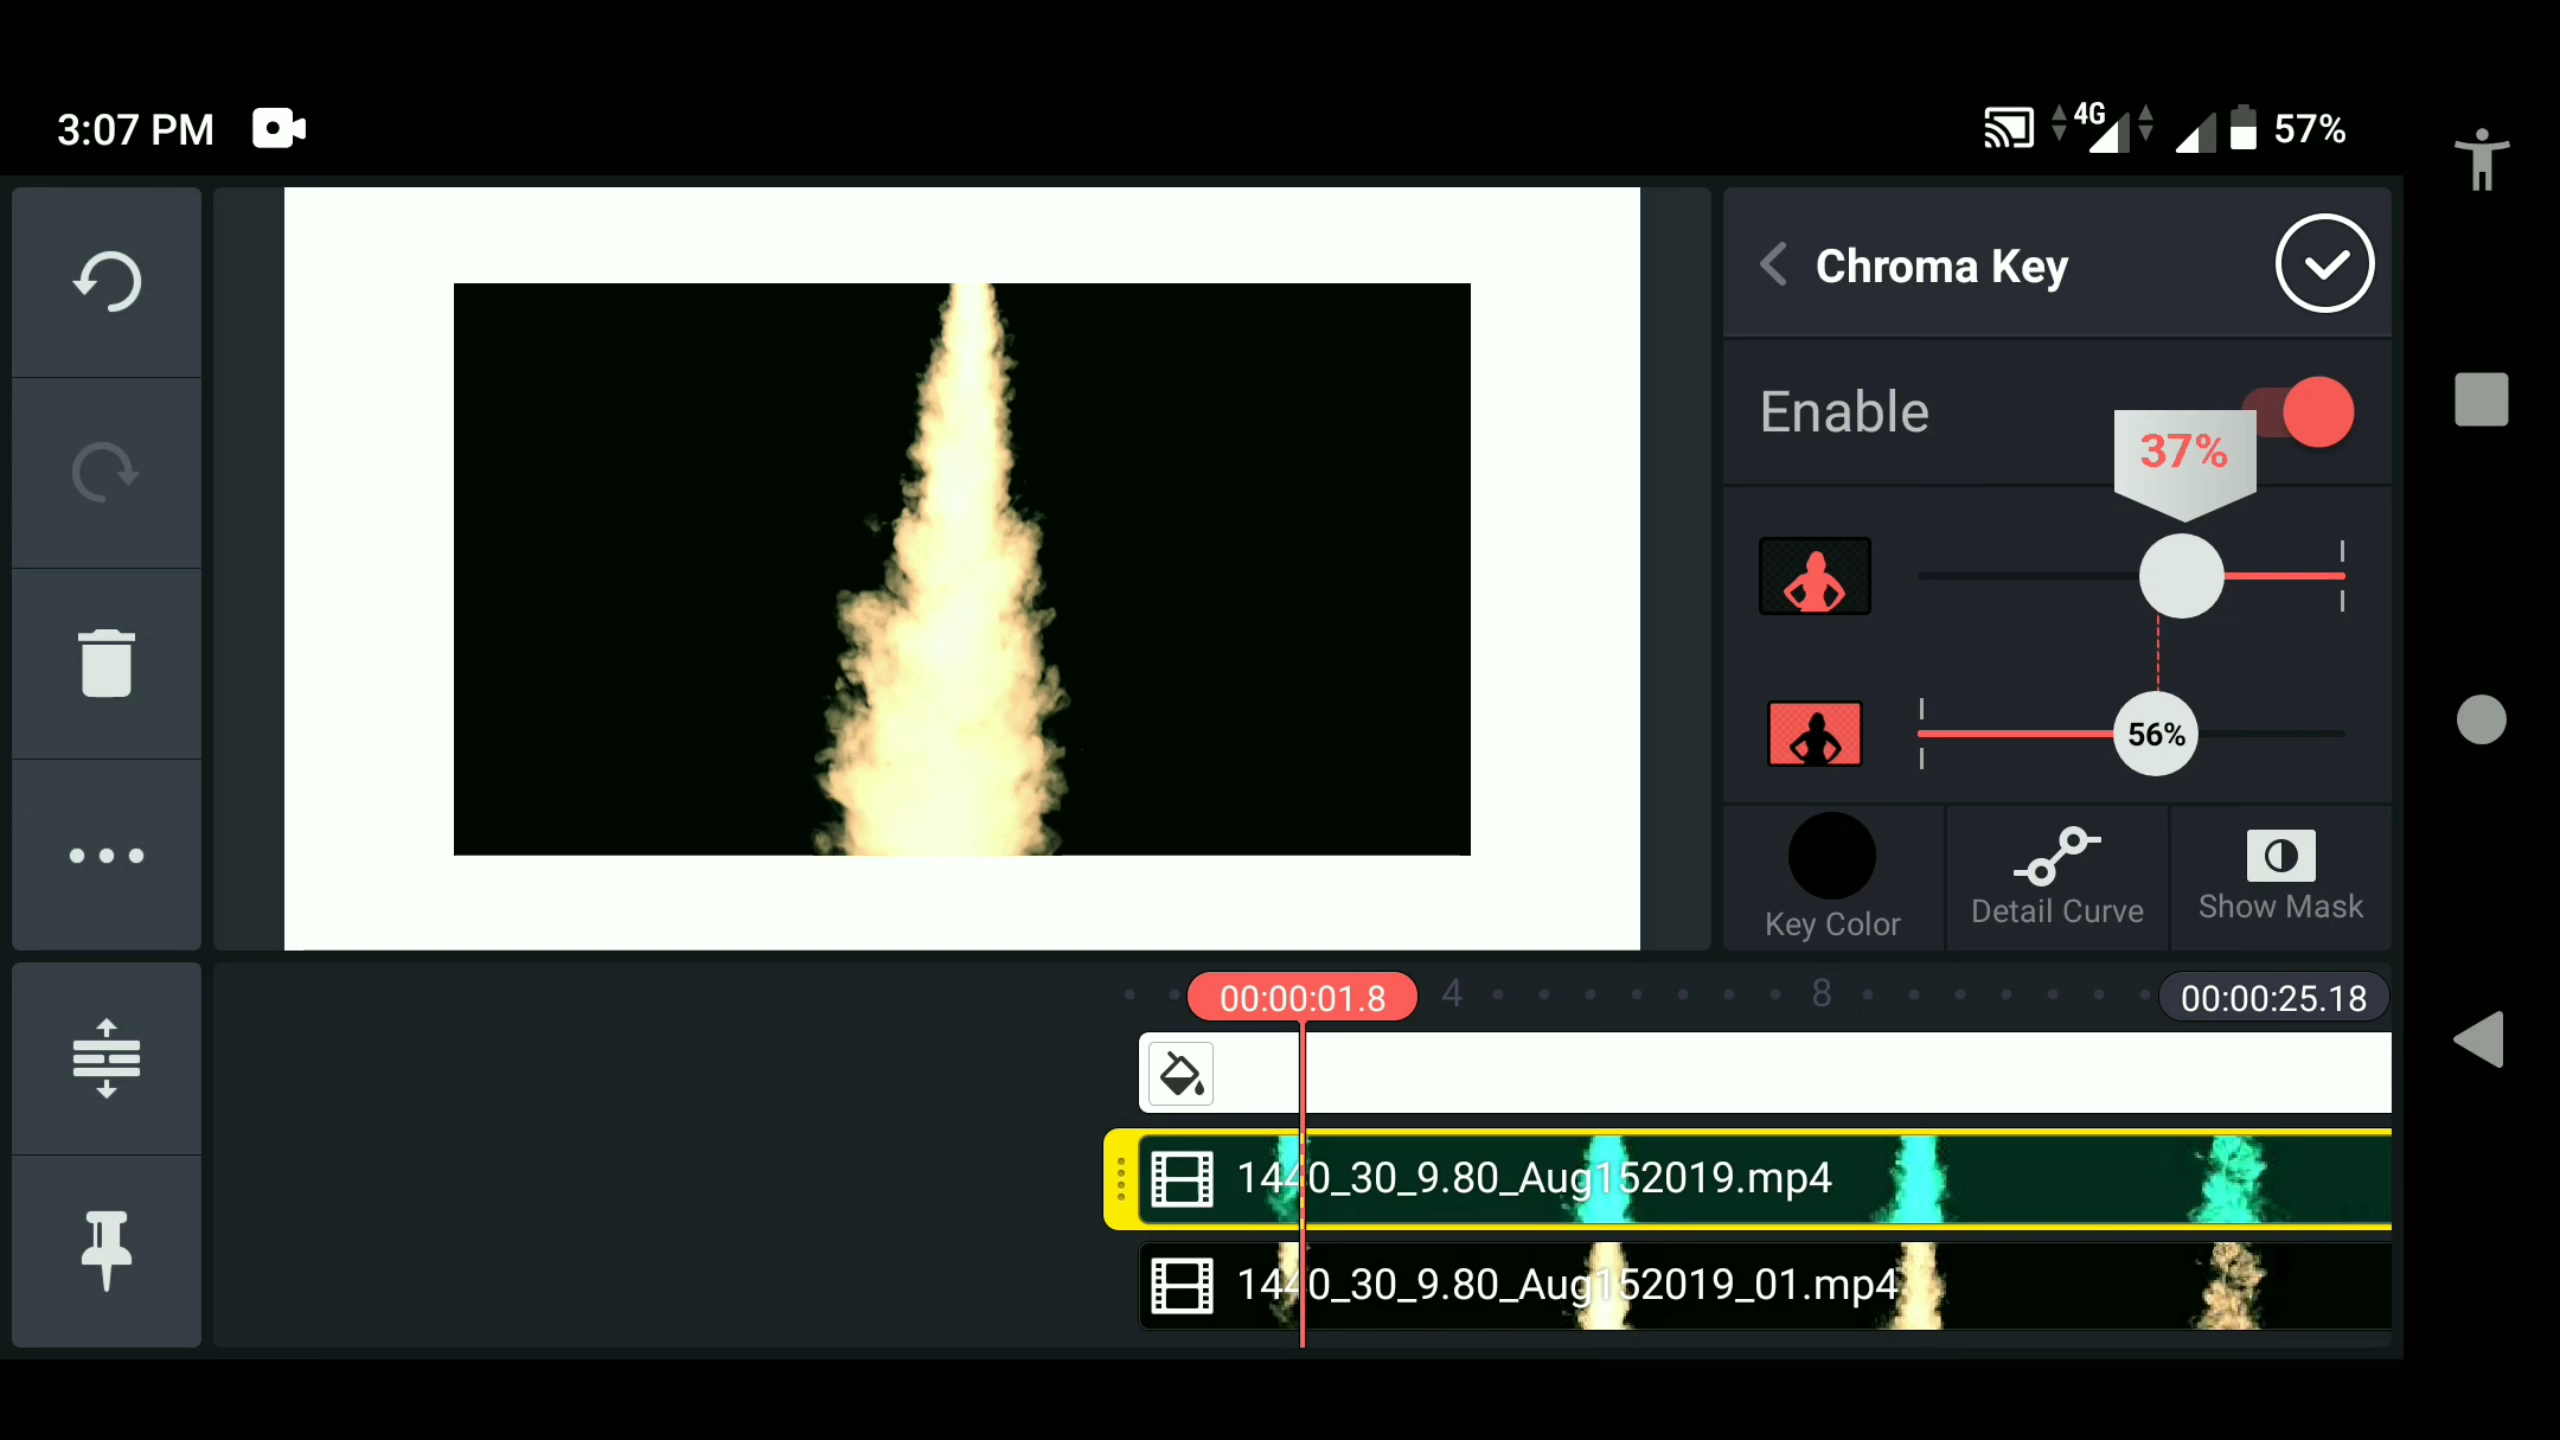 3:07 PM
4G
57%
Chroma Key
Enable
37%
56%
Key Color
Detail Curve
Show Mask
00:00:01.8
4
8
00:00:25.18
1440_30_9.80_Aug152019.mp4
1440_30_9.80_Aug152019_01.mp4